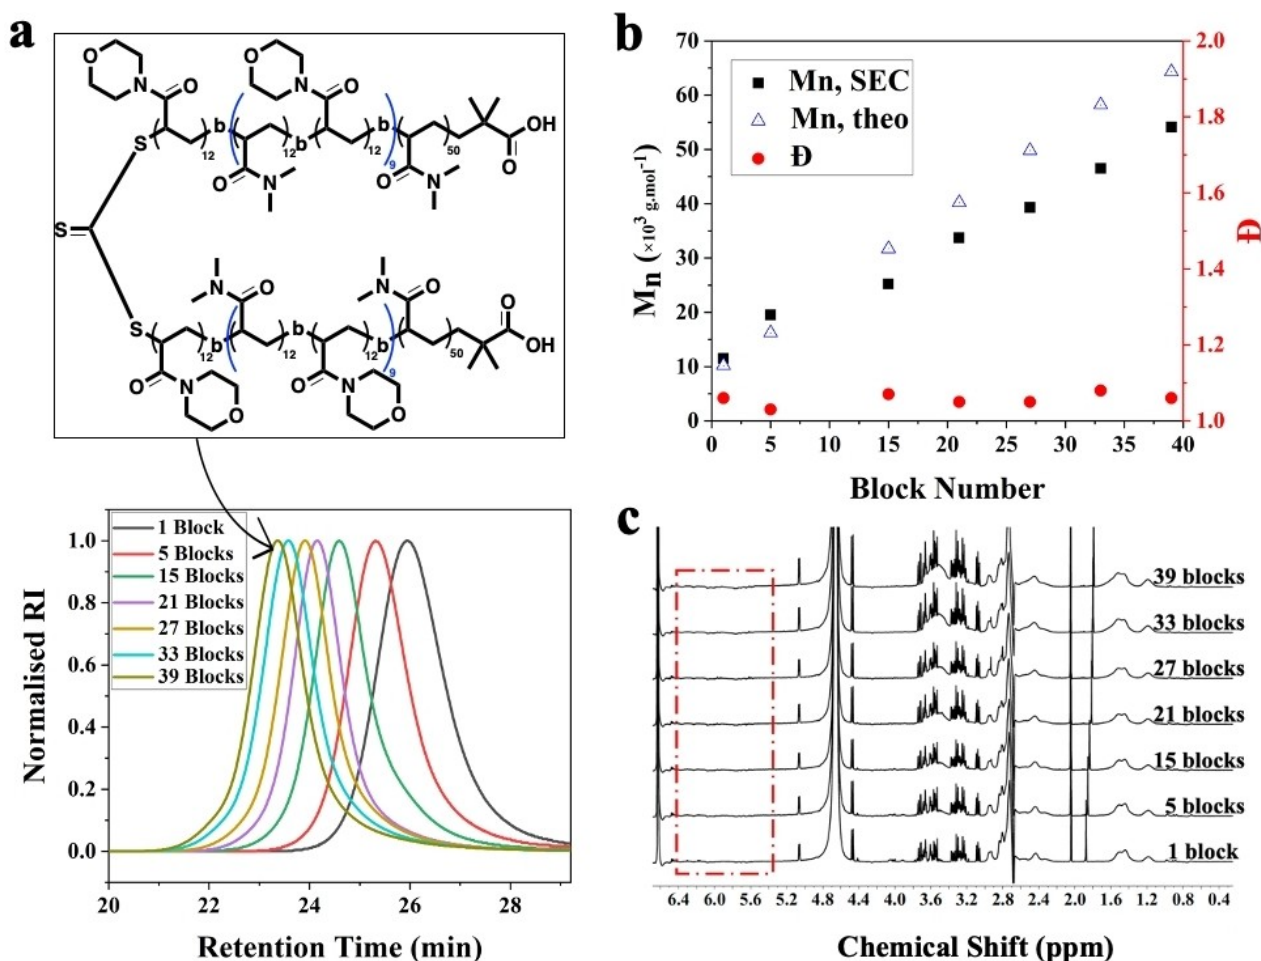 a
O
N
O
O
N
O
b
b
b
OH
S
12
12
12
9
50
O
O
N
O
N
S
N
O
N
O
S
b
b
b
O
OH
12
12
12
9
50
O
N
O
O
N
O
1 Block
5 Blocks
15 Blocks
21 Blocks
27 Blocks
33 Blocks
39 Blocks
1.0
0.8
0.6
0.4
0.2
0.0
Normalised RI
20 22 24 26 28
Retention Time (min)
b
70
60
50
40
30
20
10
0
Mn (×10³ g.mol⁻¹)
Mn, SEC
Mn, theo
Đ
2.0
1.8
1.6
1.4
1.2
1.0
Đ
0 5 10 15 20 25 30 35 40
Block Number
c
39 blocks
33 blocks
27 blocks
21 blocks
15 blocks
5 blocks
1 block
6.4 6.0 5.6 5.2 4.8 4.4 4.0 3.6 3.2 2.8 2.4 2.0 1.6 1.2 0.8 0.4
Chemical Shift (ppm)